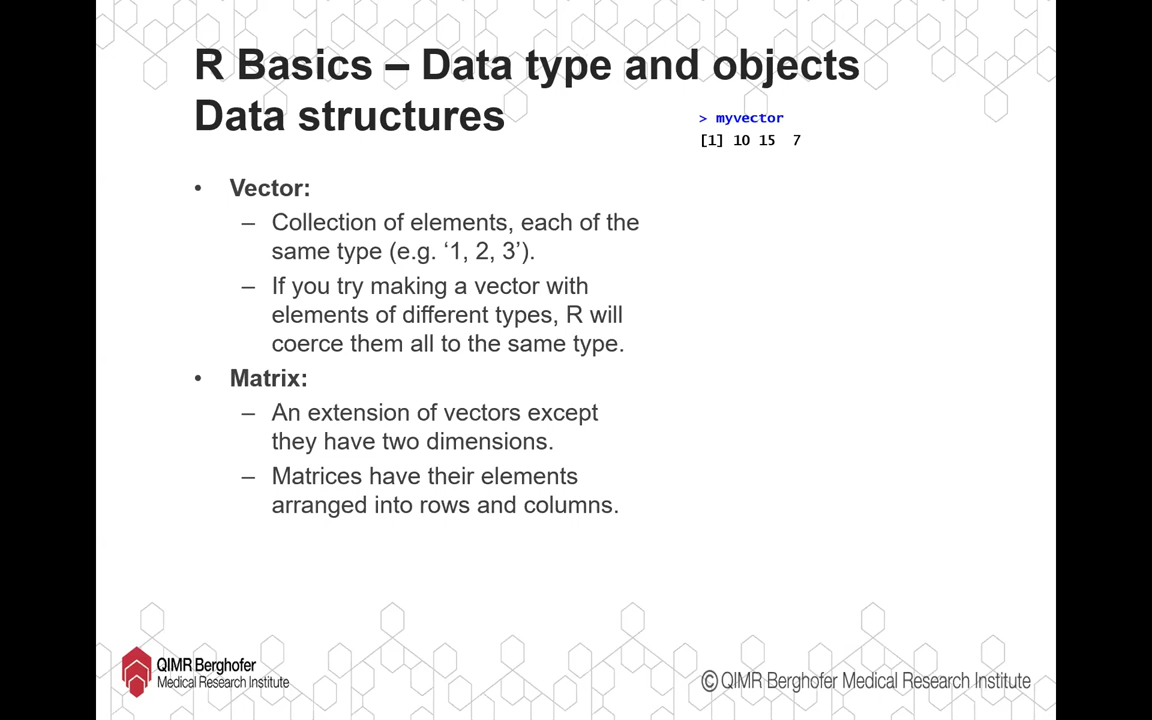 R Basics – Data type and objects
Data structures
> myvector
[1] 10 15  7
• Vector:
– Collection of elements, each of the
same type (e.g. ‘1, 2, 3’).
– If you try making a vector with
elements of different types, R will
coerce them all to the same type.
• Matrix:
– An extension of vectors except
they have two dimensions.
– Matrices have their elements
arranged into rows and columns.
QIMR Berghofer
Medical Research Institute
© QIMR Berghofer Medical Research Institute